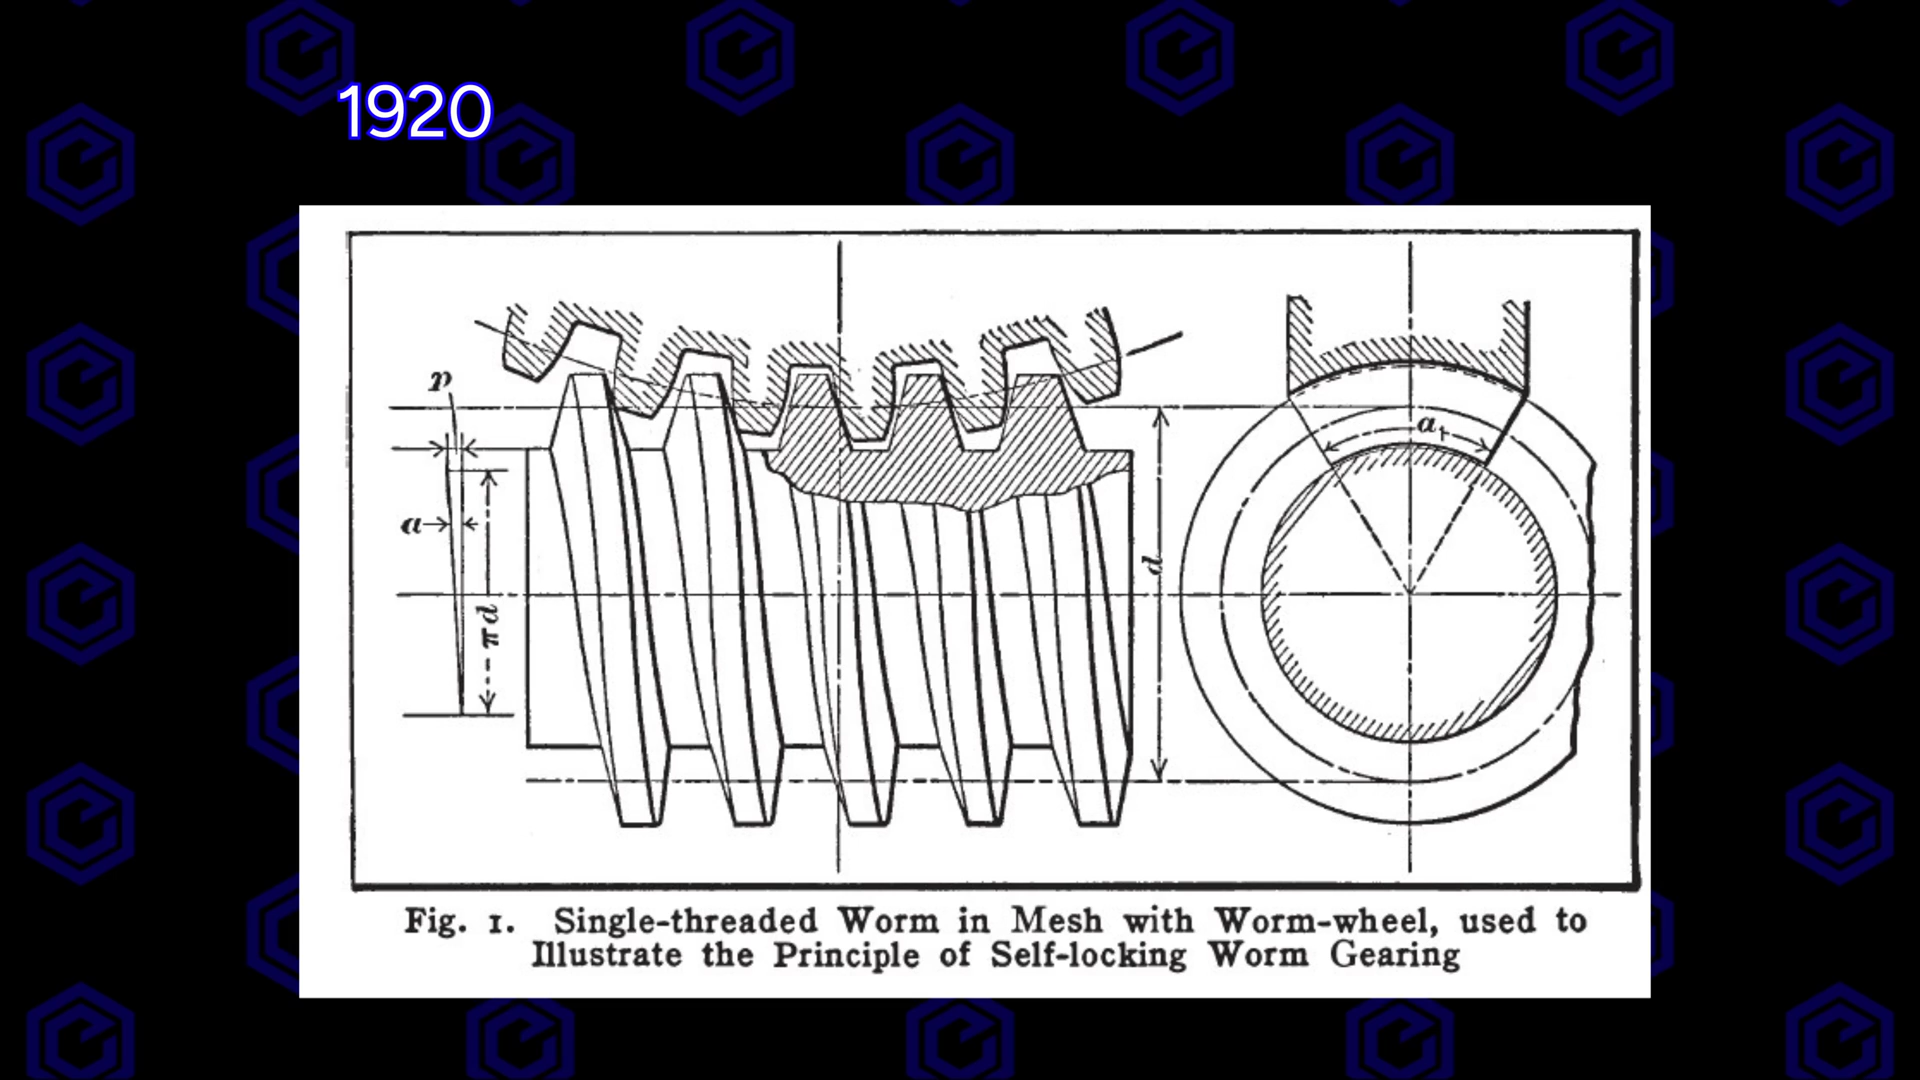 1920
p
a
πd
d
a₁
Fig. 1. Single-threaded Worm in Mesh with Worm-wheel, used to
Illustrate the Principle of Self-locking Worm Gearing